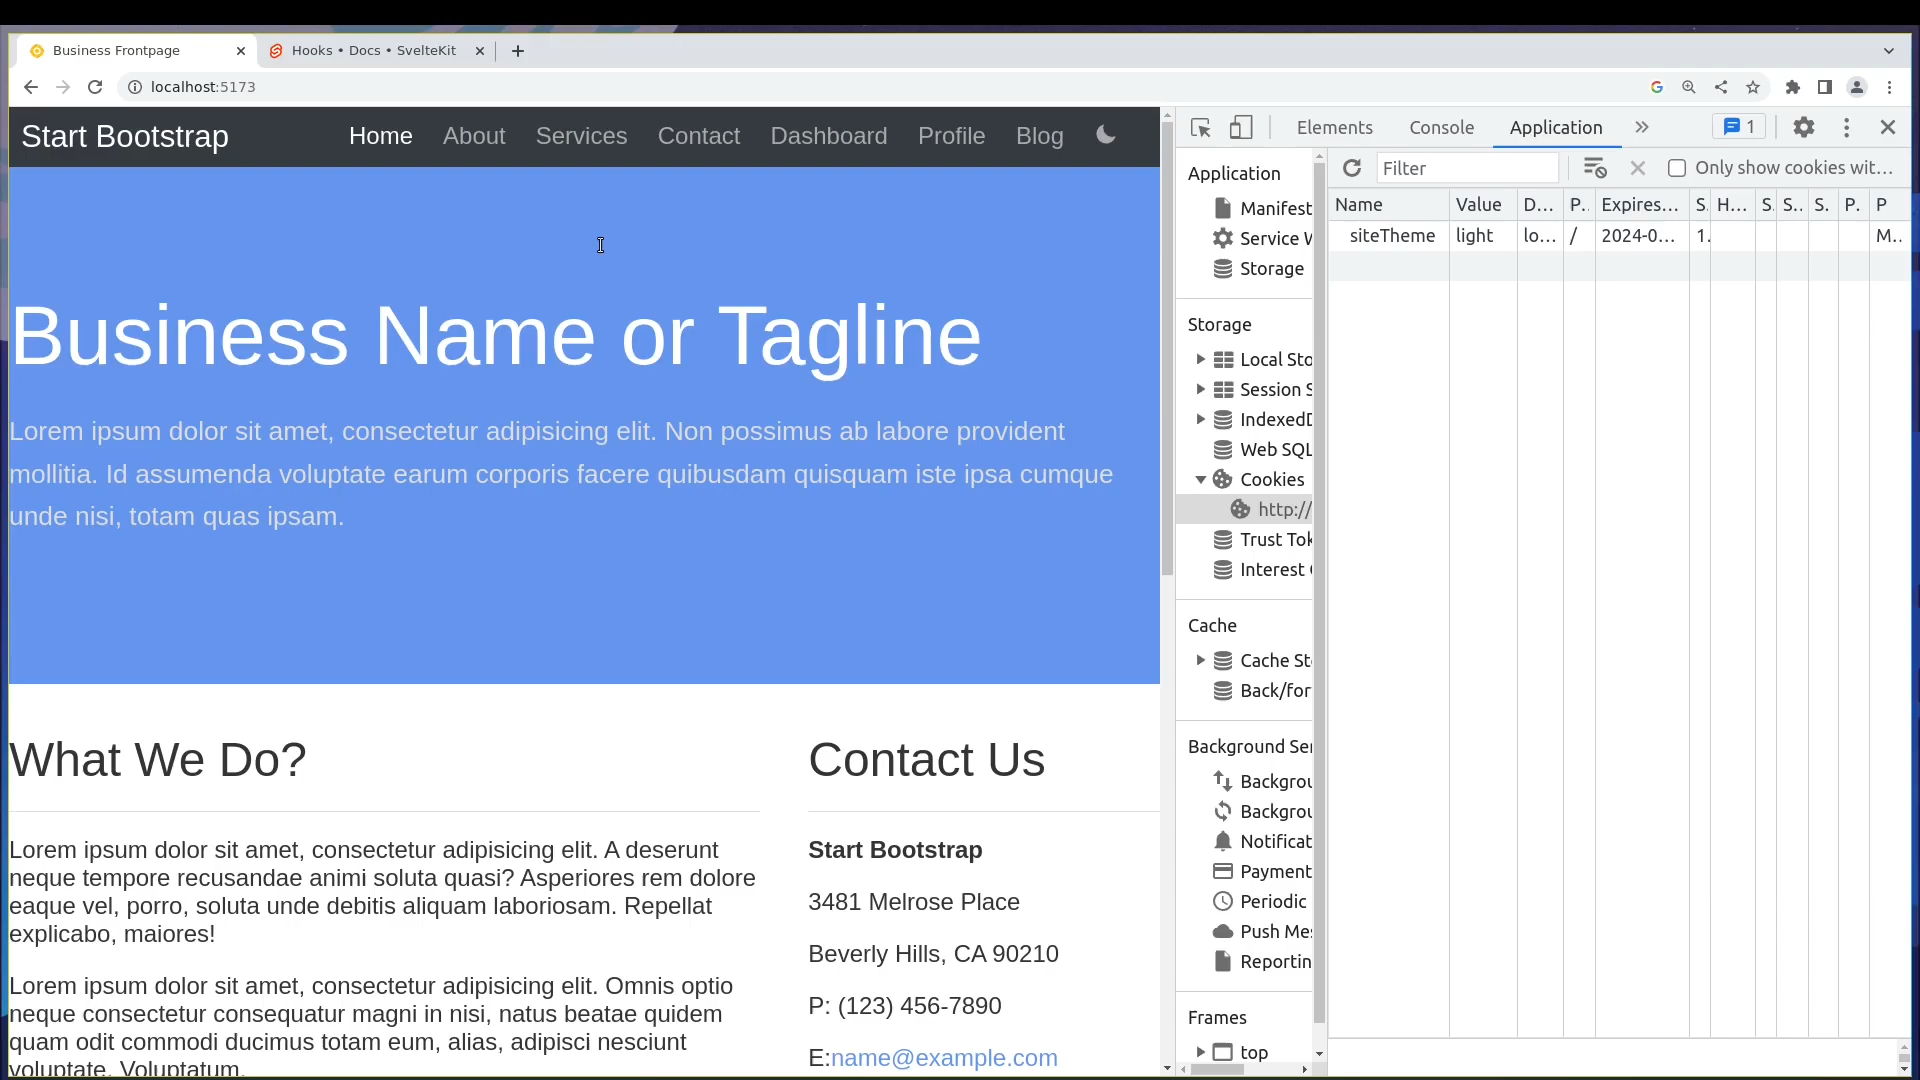 Business Frontpage
Hooks • Docs • SvelteKit
localhost:5173
Start Bootstrap Home About Services Contact Dashboard Profile Blog
Business Name or Tagline
Lorem ipsum dolor sit amet, consectetur adipisicing elit. Non possimus ab labore provident
mollitia. Id assumenda voluptate earum corporis facere quibusdam quisquam iste ipsa cumque
unde nisi, totam quas ipsam.
What We Do?
Lorem ipsum dolor sit amet, consectetur adipisicing elit. A deserunt
neque tempore recusandae animi soluta quasi? Asperiores rem dolore
eaque vel, porro, soluta unde debitis aliquam laboriosam. Repellat
explicabo, maiores!
Lorem ipsum dolor sit amet, consectetur adipisicing elit. Omnis optio
neque consectetur consequatur magni in nisi, natus beatae quidem
quam odit commodi ducimus totam eum, alias, adipisci nesciunt
voluptate. Voluptatum.
Contact Us
Start Bootstrap
3481 Melrose Place
Beverly Hills, CA 90210
P: (123) 456-7890
E:name@example.com
Elements Console Application 1
Application
Manifest
Service W
Storage
Storage
Local Sto
Session S
IndexedD
Web SQL
Cookies
http://
Trust Tok
Interest
Cache
Cache St
Back/for
Background Ser
Backgrou
Backgrou
Notificat
Payment
Periodic
Push Mes
Reportin
Frames
top
Filter Only show cookies wit…
Name Value D… P. Expires… S. H… S S.. S. P. P
siteTheme light lo… / 2024-0… 1. M..